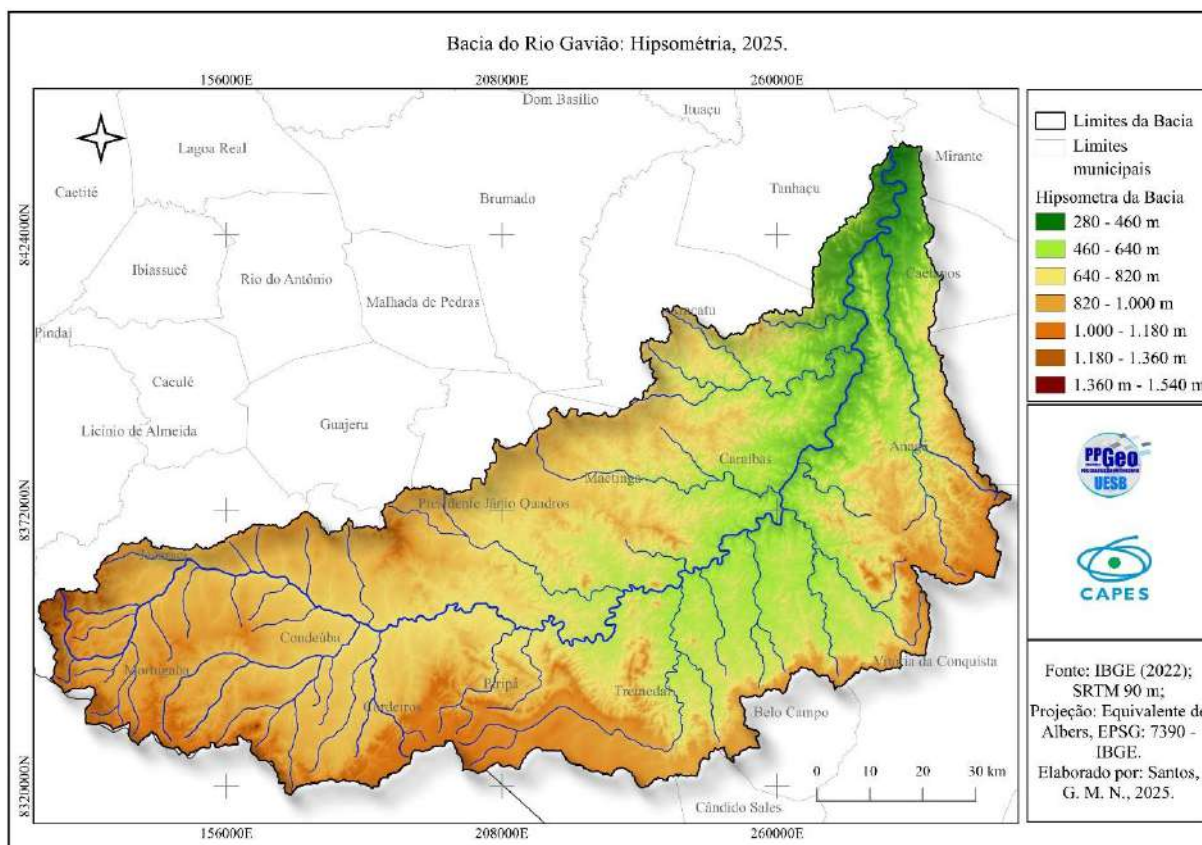 Bacia do Rio Gavião: Hipsométria, 2025.
156000E
208000E
260000E
Dom Basílio
Ituaçu
Lagoa Real
Mirante
Caetité
Tanhaçu
Brumado
8424000N
Ibiassucê
Rio do Antônio
Caetanos
Malhada de Pedras
Pindaí
Caculé
Guajeru
Licínio de Almeida
Anagé
Caraíbas
Maetinga
8372000N
Presidente Jânio Quadros
Condeúba
Mortugaba
Piripá
Vitória da Conquista
Tremedal
Cordeiros
Belo Campo
8320000N
0 10 20 30 km
Cândido Sales
156000E
208000E
260000E
Limites da Bacia
Limites
municipais
Hipsometra da Bacia
280 - 460 m
460 - 640 m
640 - 820 m
820 - 1.000 m
1.000 - 1.180 m
1.180 - 1.360 m
1.360 m - 1.540 m
PPGeo
UESB
CAPES
Fonte: IBGE (2022);
SRTM 90 m;
Projeção: Equivalente de
Albers, EPSG: 7390 -
IBGE.
Elaborado por: Santos,
G. M. N., 2025.